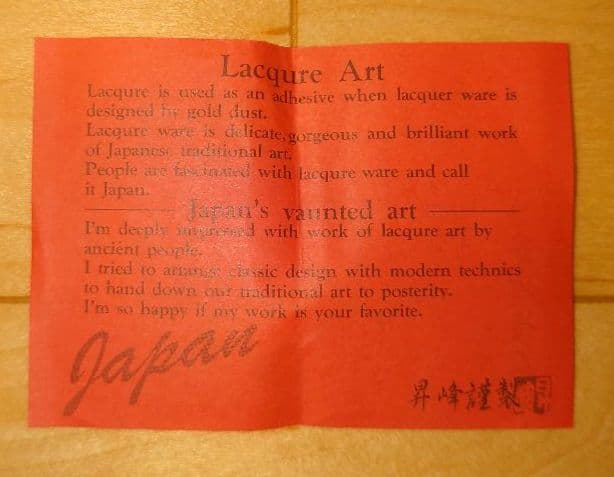 Lacqure Art
Lacqure is used as an adhesive when lacquer ware is
designed by gold dust.
Lacqure ware is delicate, gorgeous and brilliant work
of Japanese traditional art.
People are fascinated with lacqure ware and call
it Japan.
Japan's vaunted art
I'm deeply impressed with work of lacqure art by
ancient people.
I tried to arrange classic design with modern technics
to hand down our traditional art to posterity.
I'm so happy if my work is your favorite.
Japan
昇峰謹製